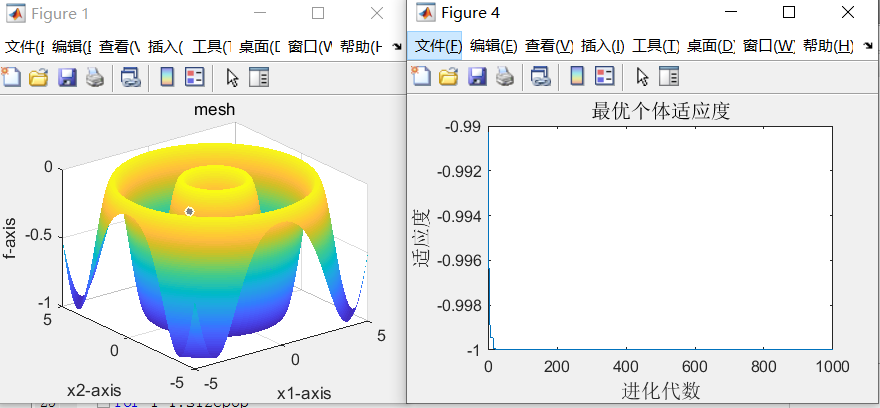 Figure 1
文件(F 编辑(E 查看(V 插入( 工具(T 桌面(D 窗口(W 帮助(H
mesh
0
-0.5
-1
f-axis
5
0
-5
x2-axis
-5
0
5
x1-axis
Figure 4
文件(F) 编辑(E) 查看(V) 插入(I) 工具(T) 桌面(D) 窗口(W) 帮助(H)
最优个体适应度
-0.99
-0.992
-0.994
-0.996
-0.998
-1
适应度
0 200 400 600 800 1000
进化代数